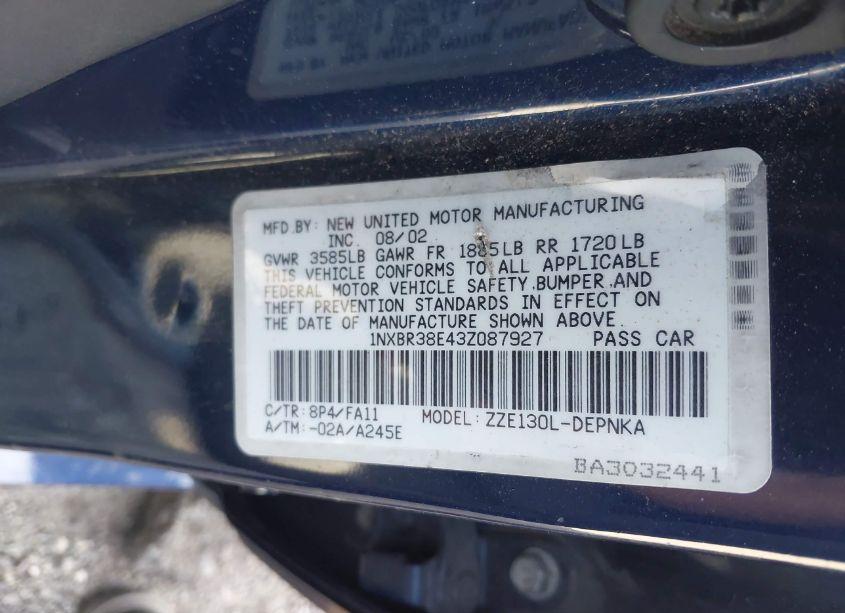 MFD.BY: NEW UNITED MOTOR MANUFACTURING
INC. 08/02
GVWR 3585LB GAWR FR 1885LB RR 1720LB
THIS VEHICLE CONFORMS TO ALL APPLICABLE
FEDERAL MOTOR VEHICLE SAFETY,BUMPER,AND
THEFT PREVENTION STANDARDS IN EFFECT ON
THE DATE OF MANUFACTURE SHOWN ABOVE.
1NXBR38E43Z087927 PASS CAR
C/TR: 8P4/FA11 MODEL: ZZE130L-DEPNKA
A/TM: -02A/A245E
BA3032441